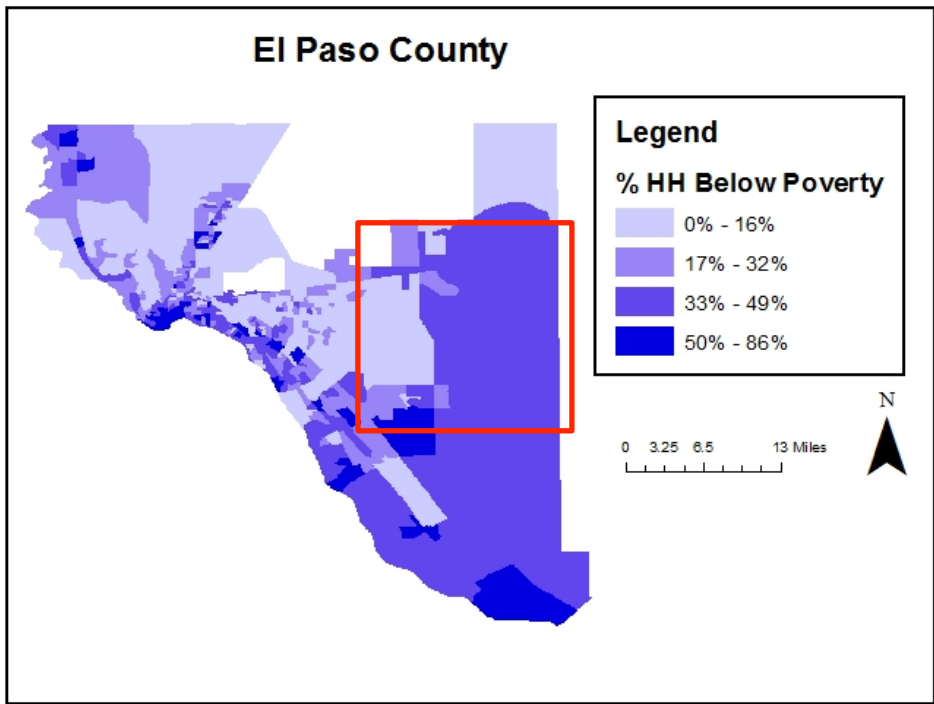 El Paso County
Legend
% HH Below Poverty
0% - 16%
17% - 32%
33% - 49%
50% - 86%
N
0 3.25 6.5 13 Miles